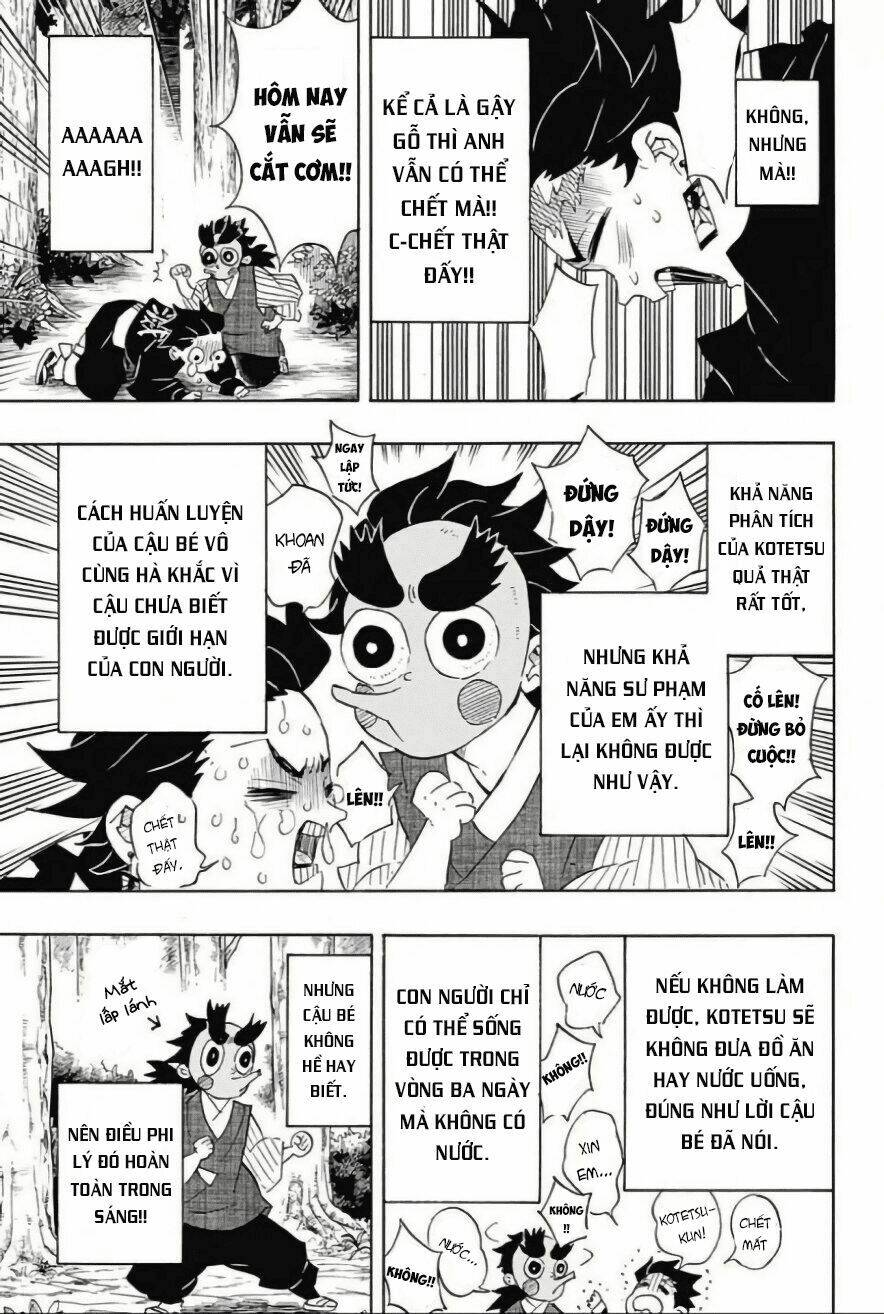 KHÔNG,
NHƯNG
MÀ!!
KỂ CẢ LÀ GẬY
GỖ THÌ ANH
VẪN CÓ THỂ
CHẾT MÀ!!
C-CHẾT THẬT
ĐẤY!!
HÔM NAY
VẪN SẼ
CẮT CƠM!!
AAAAAA
AAAGH!!
KHẢ NĂNG
PHÂN TÍCH
CỦA KOTETSU
QUẢ THẬT
RẤT TỐT,
ĐỨNG
DẬY!
ĐỨNG
DẬY!
NGAY
LẬP
TỨC!
KHOAN
ĐÃ
NHƯNG KHẢ
NĂNG SƯ PHẠM
CỦA EM ẤY THÌ
LẠI KHÔNG ĐƯỢC
NHƯ VẬY.
CỐ LÊN!
ĐỪNG BỎ
CUỘC!!
LÊN!!
LÊN!!
CÁCH HUẤN LUYỆN
CỦA CẬU BÉ VÔ
CÙNG HÀ KHẮC VÌ
CẬU CHƯA BIẾT
ĐƯỢC GIỚI HẠN
CỦA CON NGƯỜI.
CHẾT
THẬT
ĐẤY.
NẾU KHÔNG LÀM
ĐƯỢC, KOTETSU SẼ
KHÔNG ĐƯA ĐỒ ĂN
HAY NƯỚC UỐNG,
ĐÚNG NHƯ LỜI CẬU
BÉ ĐÃ NÓI.
NƯỚC
KHÔNG!!
XIN
EM...
KHÔNG
!!
KOTETSU-
KUN!
CHẾT
MẤT
CON NGƯỜI CHỈ
CÓ THỂ SỐNG
ĐƯỢC TRONG
VÒNG BA NGÀY
MÀ KHÔNG CÓ
NƯỚC.
NƯỚC...
KHÔNG!!
NHƯNG
CẬU BÉ
KHÔNG
HỀ HAY
BIẾT.
Mắt
lấp lánh
NÊN ĐIỀU PHI
LÝ ĐÓ HOÀN
TOÀN TRONG
SÁNG!!